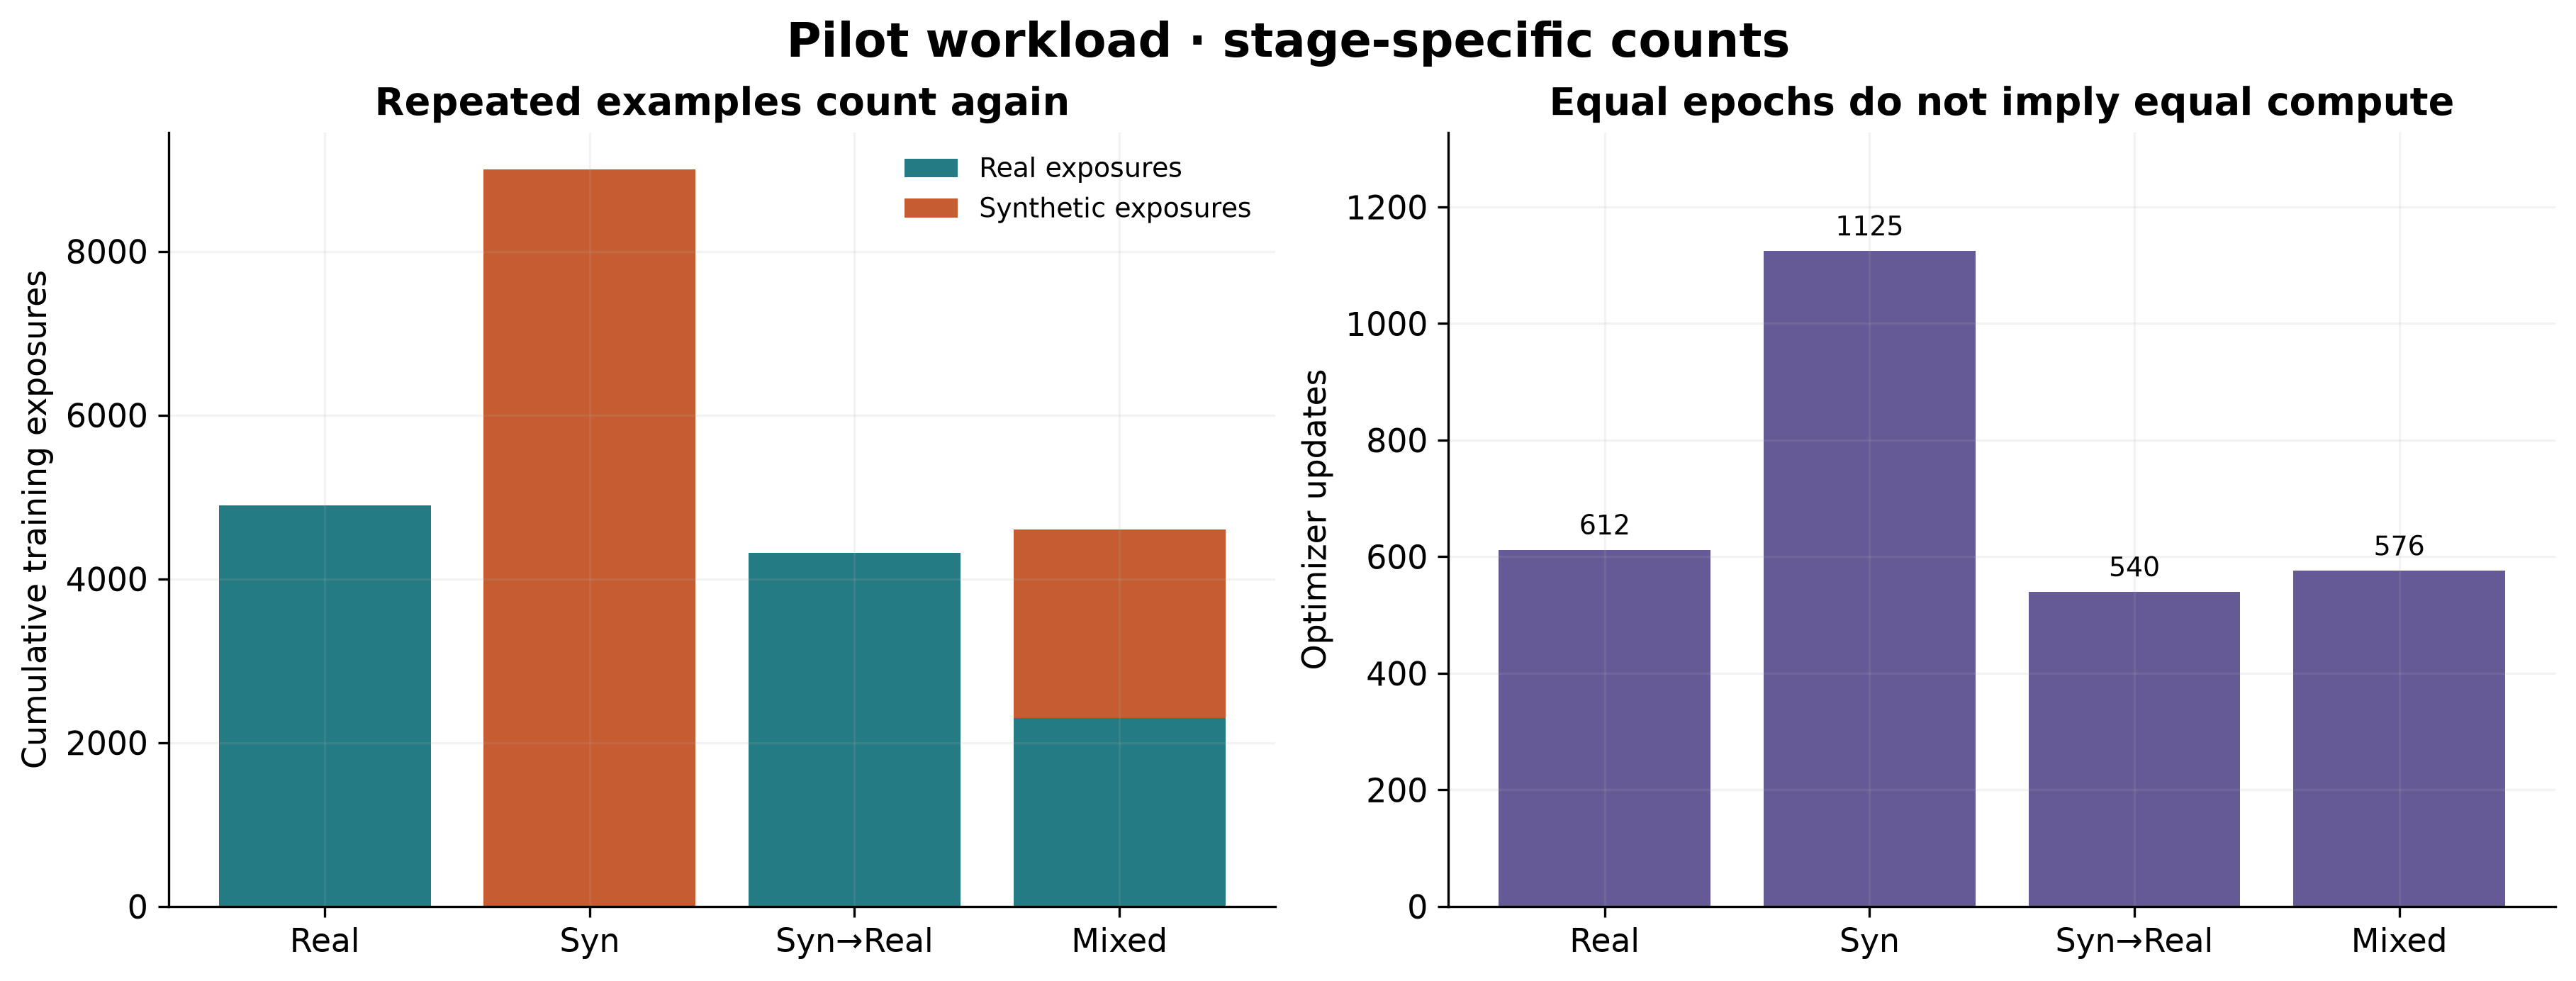 Pilot workload · stage-specific counts
Repeated examples count again
Cumulative training exposures
8000
6000
4000
2000
0
Real exposures
Synthetic exposures
Real
Syn
Syn→Real
Mixed
Equal epochs do not imply equal compute
Optimizer updates
1200
1000
800
600
400
200
0
612
1125
540
576
Real
Syn
Syn→Real
Mixed